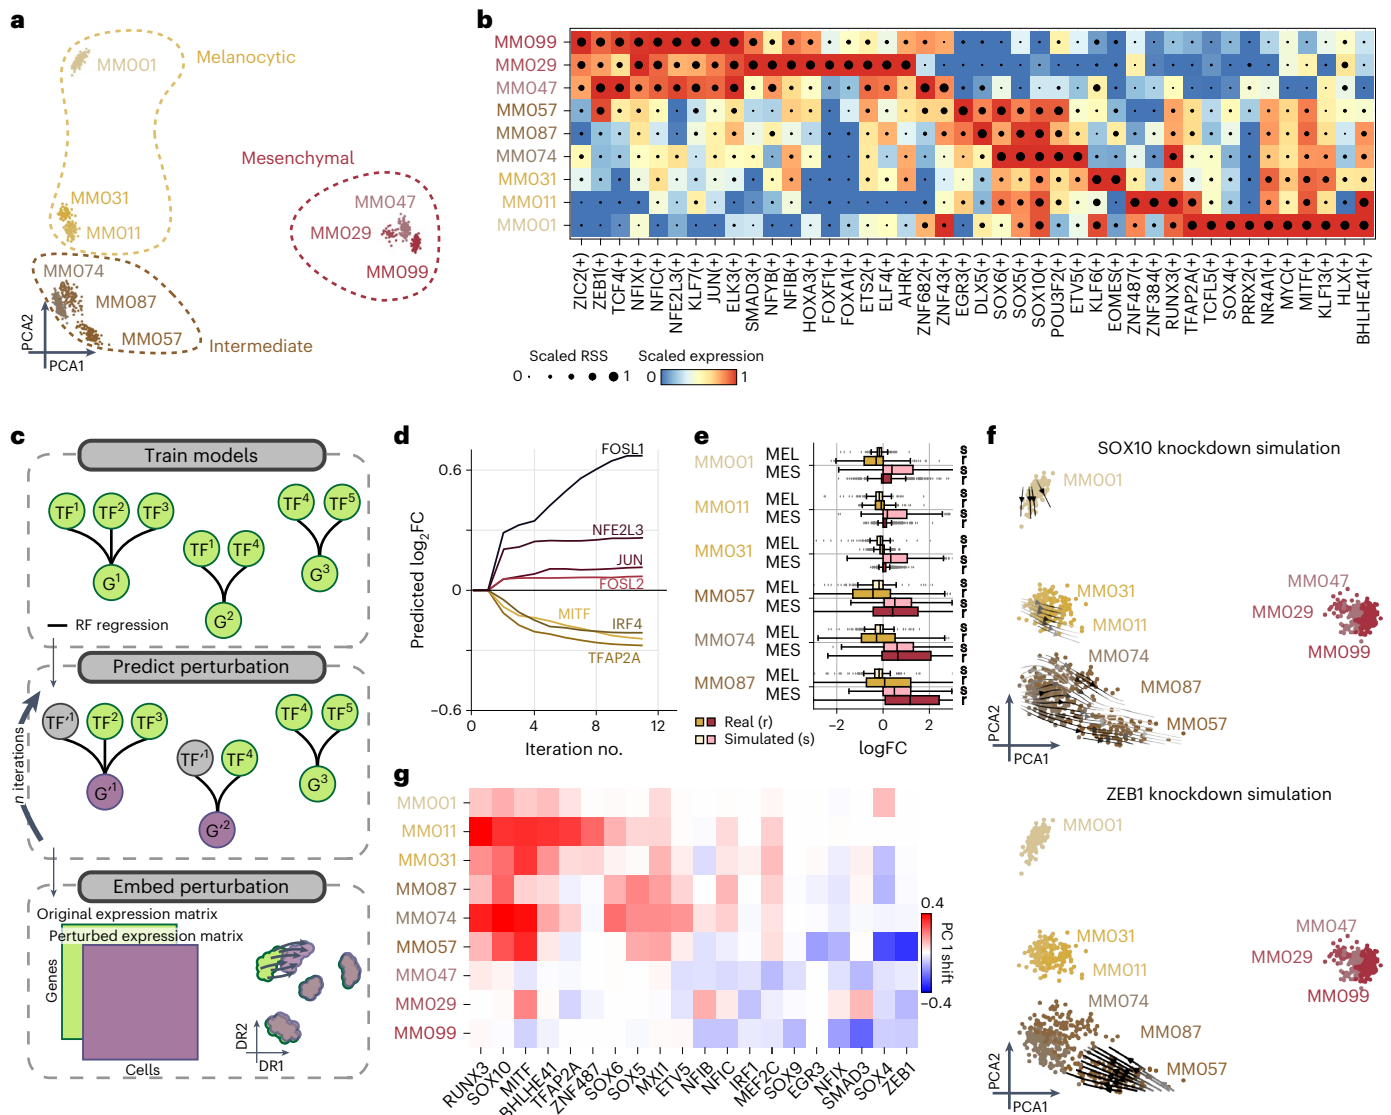 a
Melanocytic
MM001
Mesenchymal
MM031
MM011
MM047
MM029
MM099
MM074
MM087
MM057
Intermediate
PCA2
PCA1
b
MM099
MM029
MM047
MM057
MM087
MM074
MM031
MM011
MM001
ZIC2(+)
ZEB1(+)
TCF4(+)
NFIX(+)
NFIC(+)
NFE2L3(+)
KLF7(+)
JUN(+)
ELK3(+)
SMAD3(+)
NFYB(+)
NFIB(+)
HOXA3(+)
FOXF1(+)
FOXA1(+)
ETS2(+)
ELF4(+)
AHR(+)
ZNF682(+)
ZNF43(+)
EGR3(+)
DLX5(+)
SOX6(+)
SOX5(+)
SOX10(+)
POU3F2(+)
ETV5(+)
KLF6(+)
EOMES(+)
ZNF487(+)
ZNF384(+)
RUNX3(+)
TFAP2A(+)
TCFL5(+)
SOX4(+)
PRRX2(+)
NR4A1(+)
MYC(+)
MITF(+)
KLF13(+)
HLX(+)
BHLHE41(+)
Scaled RSS
0 1
Scaled expression
0 1
c
Train models
TF1 TF2 TF3
G1
TF1 TF4
G2
TF4 TF5
G3
RF regression
Predict perturbation
TF′1 TF2 TF3
G′1
TF′1 TF4
G′2
TF4 TF5
G3
n iterations
Embed perturbation
Original expression matrix
Perturbed expression matrix
Genes
Cells
DR2
DR1
d
Predicted log2FC
0.6
0
−0.6
FOSL1
NFE2L3
JUN
FOSL2
MITF
IRF4
TFAP2A
0 4 8 12
Iteration no.
e
MM001 MEL s
r
MES s
r
MM011 MEL s
r
MES s
r
MM031 MEL s
r
MES s
r
MM057 MEL s
r
MES s
r
MM074 MEL s
r
MES s
r
MM087 MEL s
r
MES s
r
−2 0 2
logFC
Real (r)
Simulated (s)
f
SOX10 knockdown simulation
MM001
MM031
MM011
MM047
MM029
MM099
MM074
MM087
MM057
PCA2
PCA1
ZEB1 knockdown simulation
MM001
MM031
MM011
MM047
MM029
MM099
MM074
MM087
MM057
PCA2
PCA1
g
MM001
MM011
MM031
MM087
MM074
MM057
MM047
MM029
MM099
RUNX3
SOX10
MITF
BHLHE41
TFAP2A
ZNF487
SOX6
SOX5
MXI1
ETV5
NFIB
NFIC
IRF1
MEF2C
SOX9
EGR3
NFIX
SMAD3
SOX4
ZEB1
0.4
PC 1 shift
−0.4